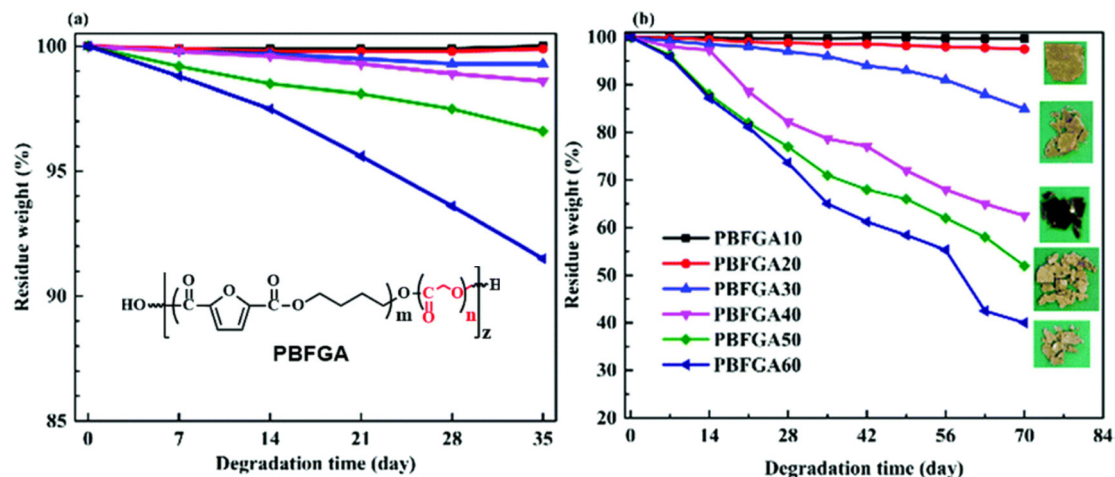 (a)
100
95
90
85
Residue weight (%)
0 7 14 21 28 35
Degradation time (day)
HO
C
O
O
C
O
O
O
m
C
O
O
n
H
z
PBFGA
(b)
100
90
80
70
60
50
40
30
20
Residue weight (%)
PBFGA10
PBFGA20
PBFGA30
PBFGA40
PBFGA50
PBFGA60
0 14 28 42 56 70 84
Degradation time (day)